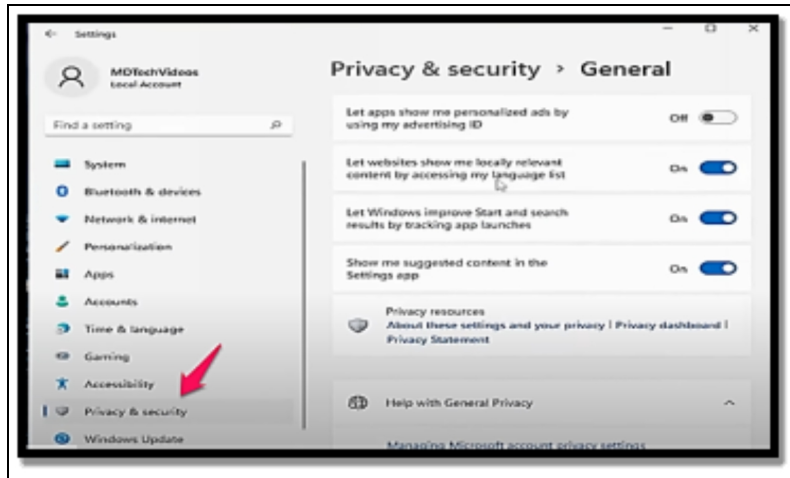 Settings
MDTechVideos
Local Account
Find a setting
System
Bluetooth & devices
Network & internet
Personalization
Apps
Accounts
Time & language
Gaming
Accessibility
Privacy & security
Windows Update
Privacy & security > General
Let apps show me personalized ads by
using my advertising ID
Off
Let websites show me locally relevant
content by accessing my language list
On
Let Windows improve Start and search
results by tracking app launches
On
Show me suggested content in the
Settings app
On
Privacy resources
About these settings and your privacy | Privacy dashboard |
Privacy Statement
Help with General Privacy
Managing Microsoft account privacy settings